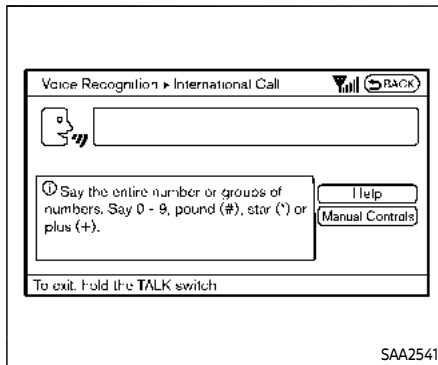 Voice Recognition ▸ International Call
BACK
ⓘ Say the entire number or groups of
numbers. Say 0 - 9, pound (#), star (*) or
plus (+).
Help
Manual Controls
To exit, hold the TALK switch
SAA2541